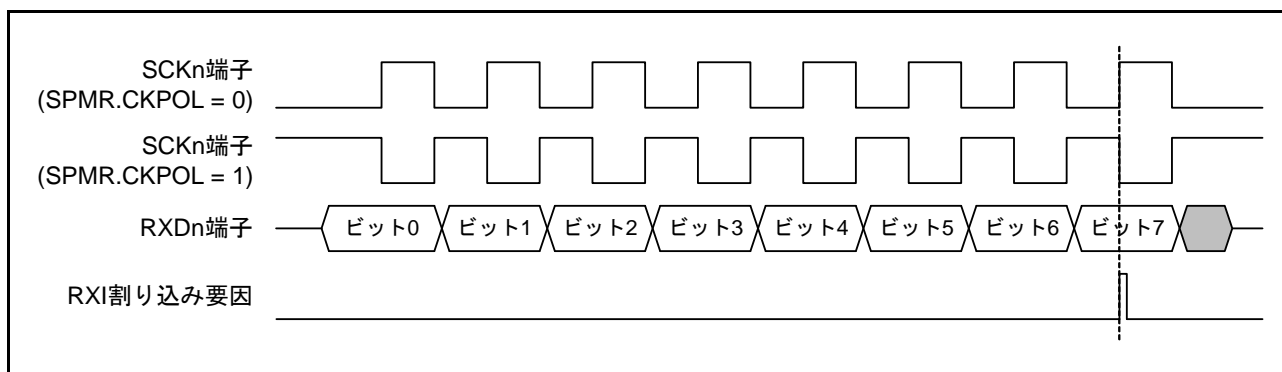 SCKn端子
(SPMR.CKPOL = 0)
SCKn端子
(SPMR.CKPOL = 1)
RXDn端子
ビット0 ビット1 ビット2 ビット3 ビット4 ビット5 ビット6 ビット7
RXI割り込み要因